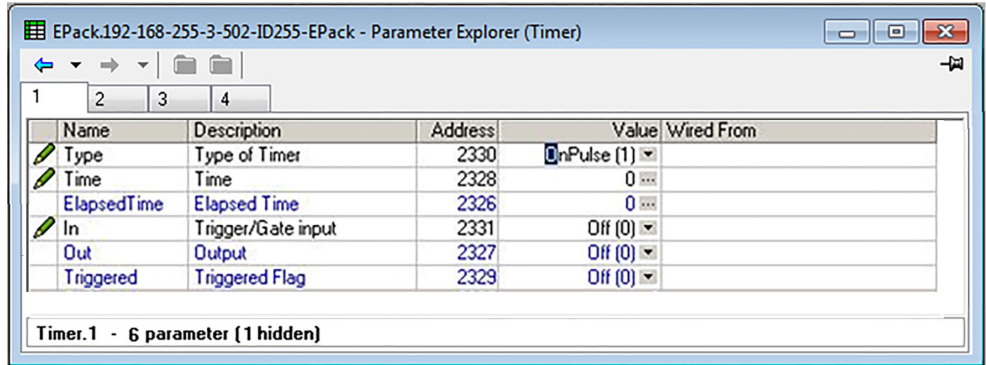 EPack.192-168-255-3-502-ID255-EPack - Parameter Explorer (Timer)
1 2 3 4
Name Description Address Value Wired From
Type Type of Timer 2330 OnPulse (1)
Time Time 2328 0 ...
ElapsedTime Elapsed Time 2326 0 ...
In Trigger/Gate input 2331 Off (0)
Out Output 2327 Off (0)
Triggered Triggered Flag 2329 Off (0)
Timer.1 - 6 parameter (1 hidden)